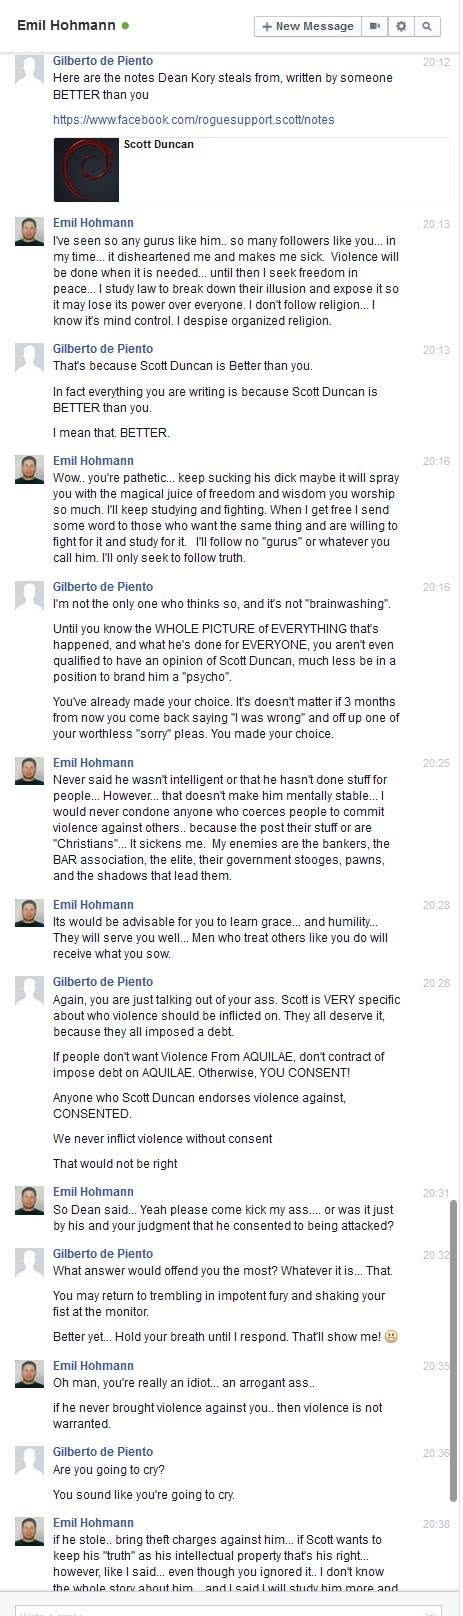 Emil Hohmann
+ New Message
Gilberto de Piento 20:12
Here are the notes Dean Kory steals from, written by someone
BETTER than you
https://www.facebook.com/roguesupport.scott/notes
Scott Duncan
Emil Hohmann 20:13
I've seen so any gurus like him.. so many followers like you... in
my time... it disheartened me and makes me sick. Violence will
be done when it is needed... until then I seek freedom in
peace... I study law to break down their illusion and expose it so
it may lose its power over everyone. I don't follow religion... I
know it's mind control. I despise organized religion.
Gilberto de Piento 20:13
That's because Scott Duncan is Better than you.
In fact everything you are writing is because Scott Duncan is
BETTER than you.
I mean that. BETTER.
Emil Hohmann 20:16
Wow.. you're pathetic... keep sucking his dick maybe it will spray
you with the magical juice of freedom and wisdom you worship
so much. I'll keep studying and fighting. When I get free I send
some word to those who want the same thing and are willing to
fight for it and study for it. I'll follow no "gurus" or whatever you
call him. I'll only seek to follow truth.
Gilberto de Piento 20:16
I'm not the only one who thinks so, and it's not "brainwashing".
Until you know the WHOLE PICTURE of EVERYTHING that's
happened, and what he's done for EVERYONE, you aren't even
qualified to have an opinion of Scott Duncan, much less be in a
position to brand him a "psycho".
You've already made your choice. It's doesn't matter if 3 months
from now you come back saying "I was wrong" and off up one of
your worthless "sorry" pleas. You made your choice.
Emil Hohmann 20:25
Never said he wasn't intelligent or that he hasn't done stuff for
people... However... that doesn't make him mentally stable... I
would never condone anyone who coerces people to commit
violence against others.. because the post their stuff or are
"Christians"... It sickens me. My enemies are the bankers, the
BAR association, the elite, their government stooges, pawns,
and the shadows that lead them.
Emil Hohmann 20:28
Its would be advisable for you to learn grace... and humility...
They will serve you well... Men who treat others like you do will
receive what you sow.
Gilberto de Piento 20:28
Again, you are just talking out of your ass. Scott is VERY specific
about who violence should be inflicted on. They all deserve it,
because they all imposed a debt.
If people don't want Violence From AQUILAE, don't contract of
impose debt on AQUILAE. Otherwise, YOU CONSENT!
Anyone who Scott Duncan endorses violence against,
CONSENTED.
We never inflict violence without consent
That would not be right
Emil Hohmann 20:31
So Dean said... Yeah please come kick my ass.... or was it just
by his and your judgment that he consented to being attacked?
Gilberto de Piento 20:32
What answer would offend you the most? Whatever it is... That.
You may return to trembling in impotent fury and shaking your
fist at the monitor.
Better yet... Hold your breath until I respond. That'll show me!
Emil Hohmann 20:35
Oh man, you're really an idiot... an arrogant ass..
if he never brought violence against you.. then violence is not
warranted.
Gilberto de Piento 20:36
Are you going to cry?
You sound like you're going to cry.
Emil Hohmann 20:38
if he stole.. bring theft charges against him... if Scott wants to
keep his "truth" as his intellectual property that's his right...
however, like I said... even though you ignored it.. I don't know
the whole story about him... and I said I will study him more and
Write a reply...